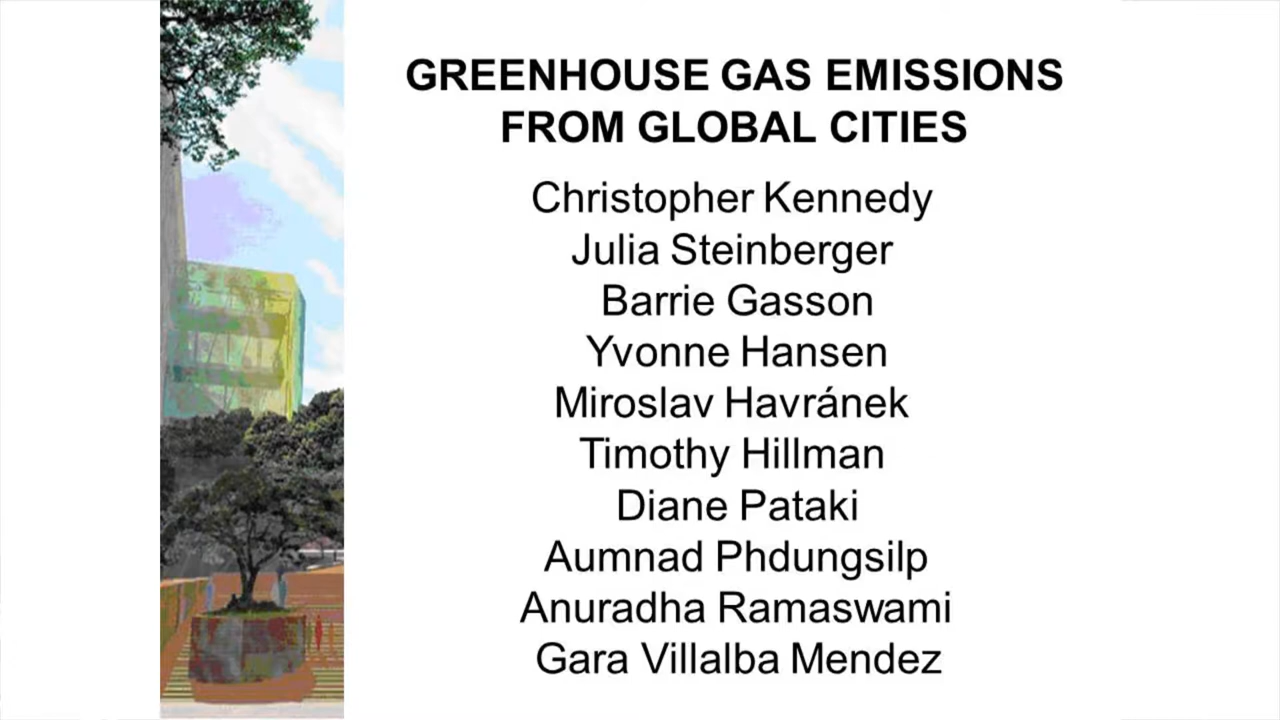 GREENHOUSE GAS EMISSIONS
FROM GLOBAL CITIES
Christopher Kennedy
Julia Steinberger
Barrie Gasson
Yvonne Hansen
Miroslav Havránek
Timothy Hillman
Diane Pataki
Aumnad Phdungsilp
Anuradha Ramaswami
Gara Villalba Mendez